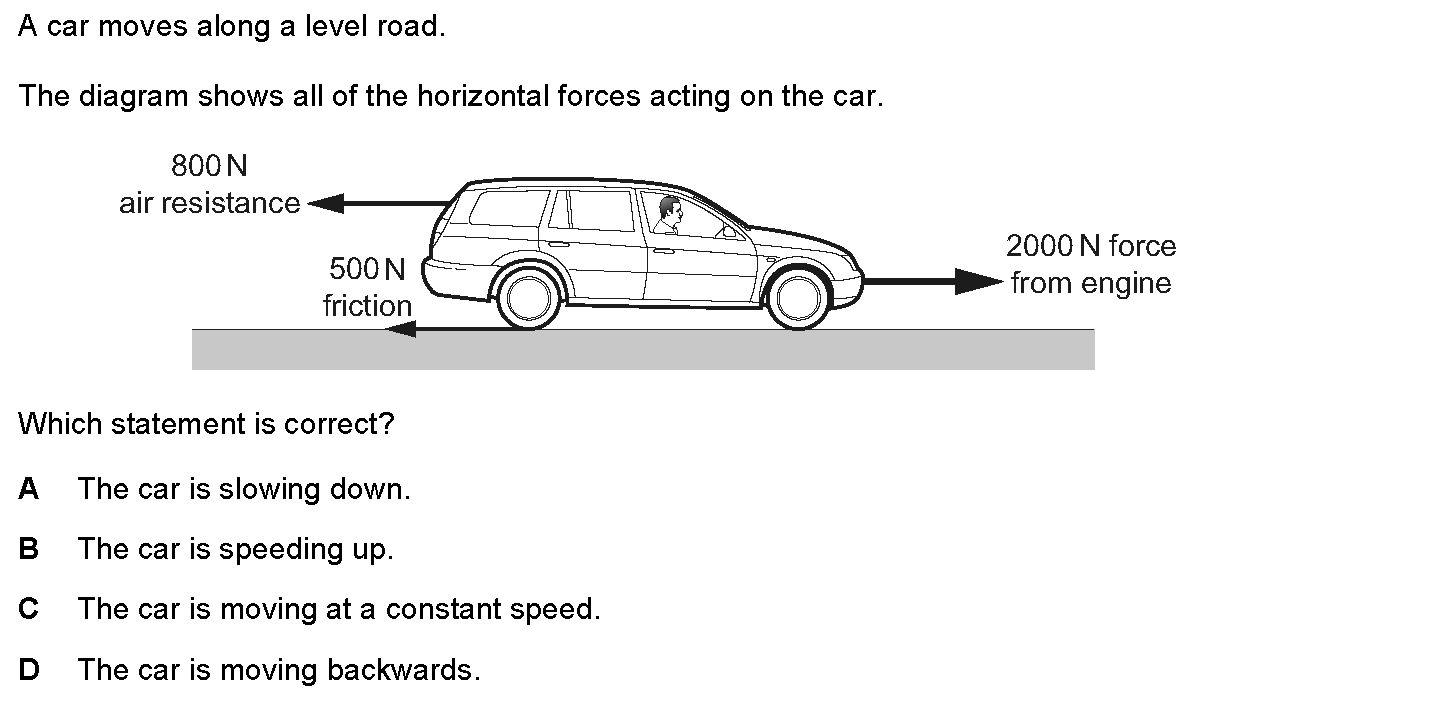 A car moves along a level road.
The diagram shows all of the horizontal forces acting on the car.
800 N
air resistance
500 N
friction
2000 N force
from engine
Which statement is correct?
A The car is slowing down.
B The car is speeding up.
C The car is moving at a constant speed.
D The car is moving backwards.